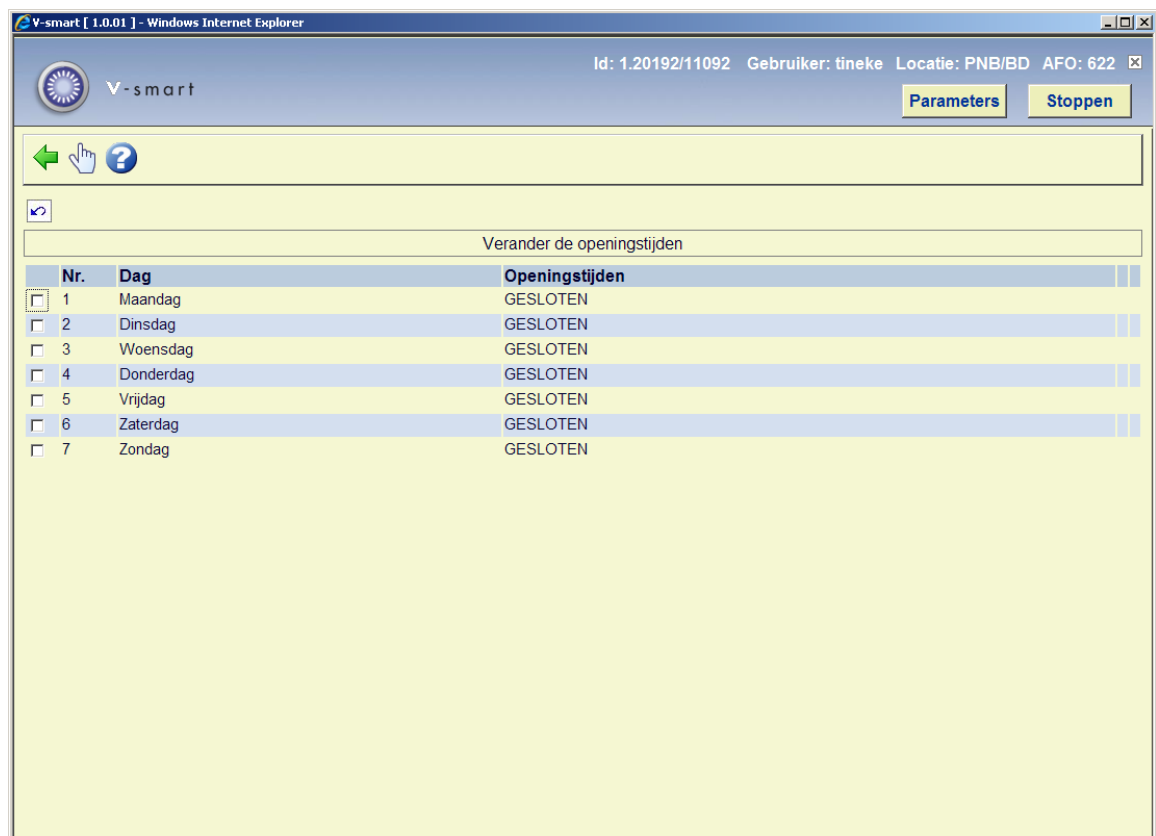 V-smart [ 1.0.01 ] - Windows Internet Explorer
Id: 1.20192/11092 Gebruiker: tineke Locatie: PNB/BD AFO: 622
V-smart
Parameters Stoppen
Verander de openingstijden
Nr. Dag Openingstijden
1 Maandag GESLOTEN
2 Dinsdag GESLOTEN
3 Woensdag GESLOTEN
4 Donderdag GESLOTEN
5 Vrijdag GESLOTEN
6 Zaterdag GESLOTEN
7 Zondag GESLOTEN